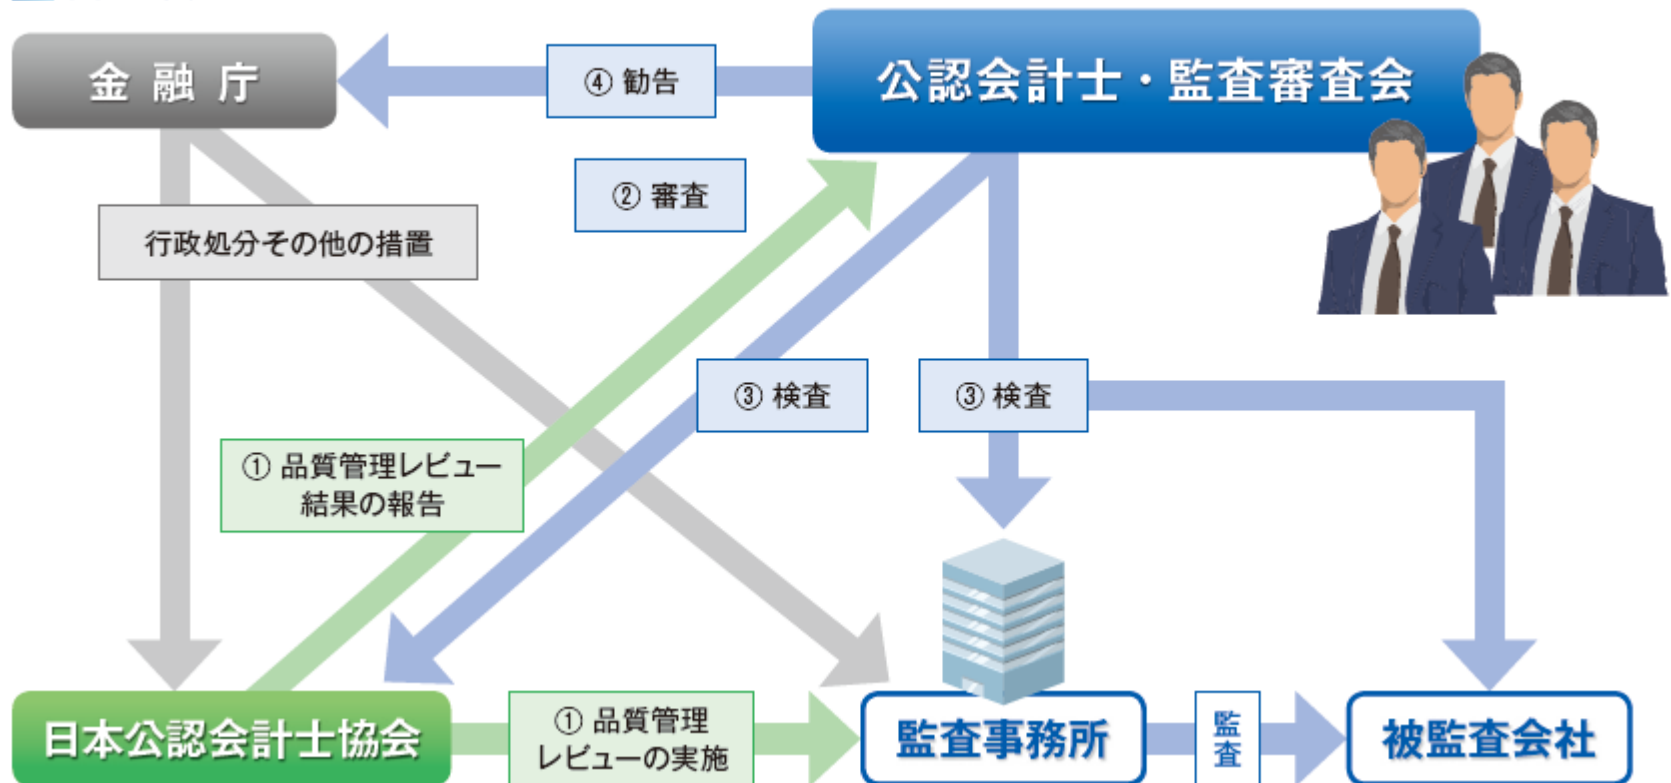 金融庁
④ 勧告
公認会計士・監査審査会
② 審査
行政処分その他の措置
③ 検査
③ 検査
① 品質管理レビュー
結果の報告
日本公認会計士協会
① 品質管理
レビューの実施
監査事務所
監査
被監査会社